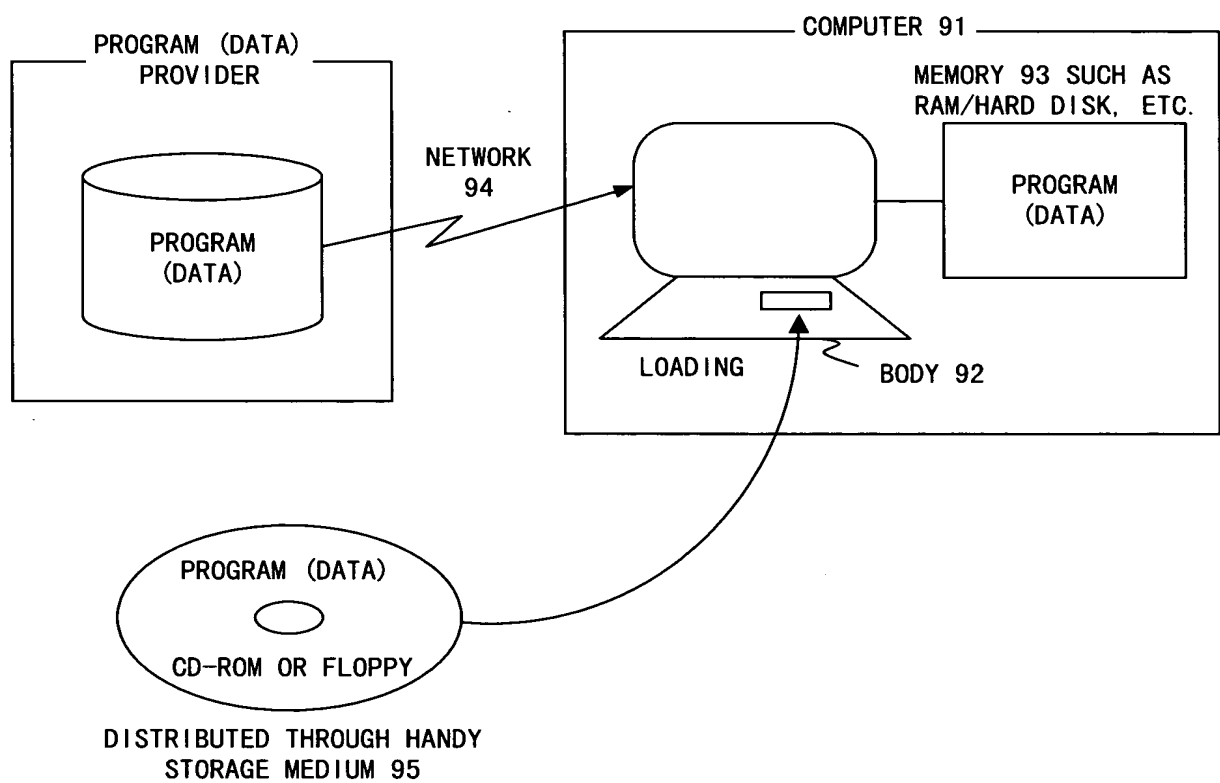 PROGRAM (DATA)
PROVIDER
PROGRAM
(DATA)
NETWORK
94
COMPUTER 91
MEMORY 93 SUCH AS
RAM/HARD DISK, ETC.
PROGRAM
(DATA)
LOADING
BODY 92
PROGRAM (DATA)
CD-ROM OR FLOPPY
DISTRIBUTED THROUGH HANDY
STORAGE MEDIUM 95